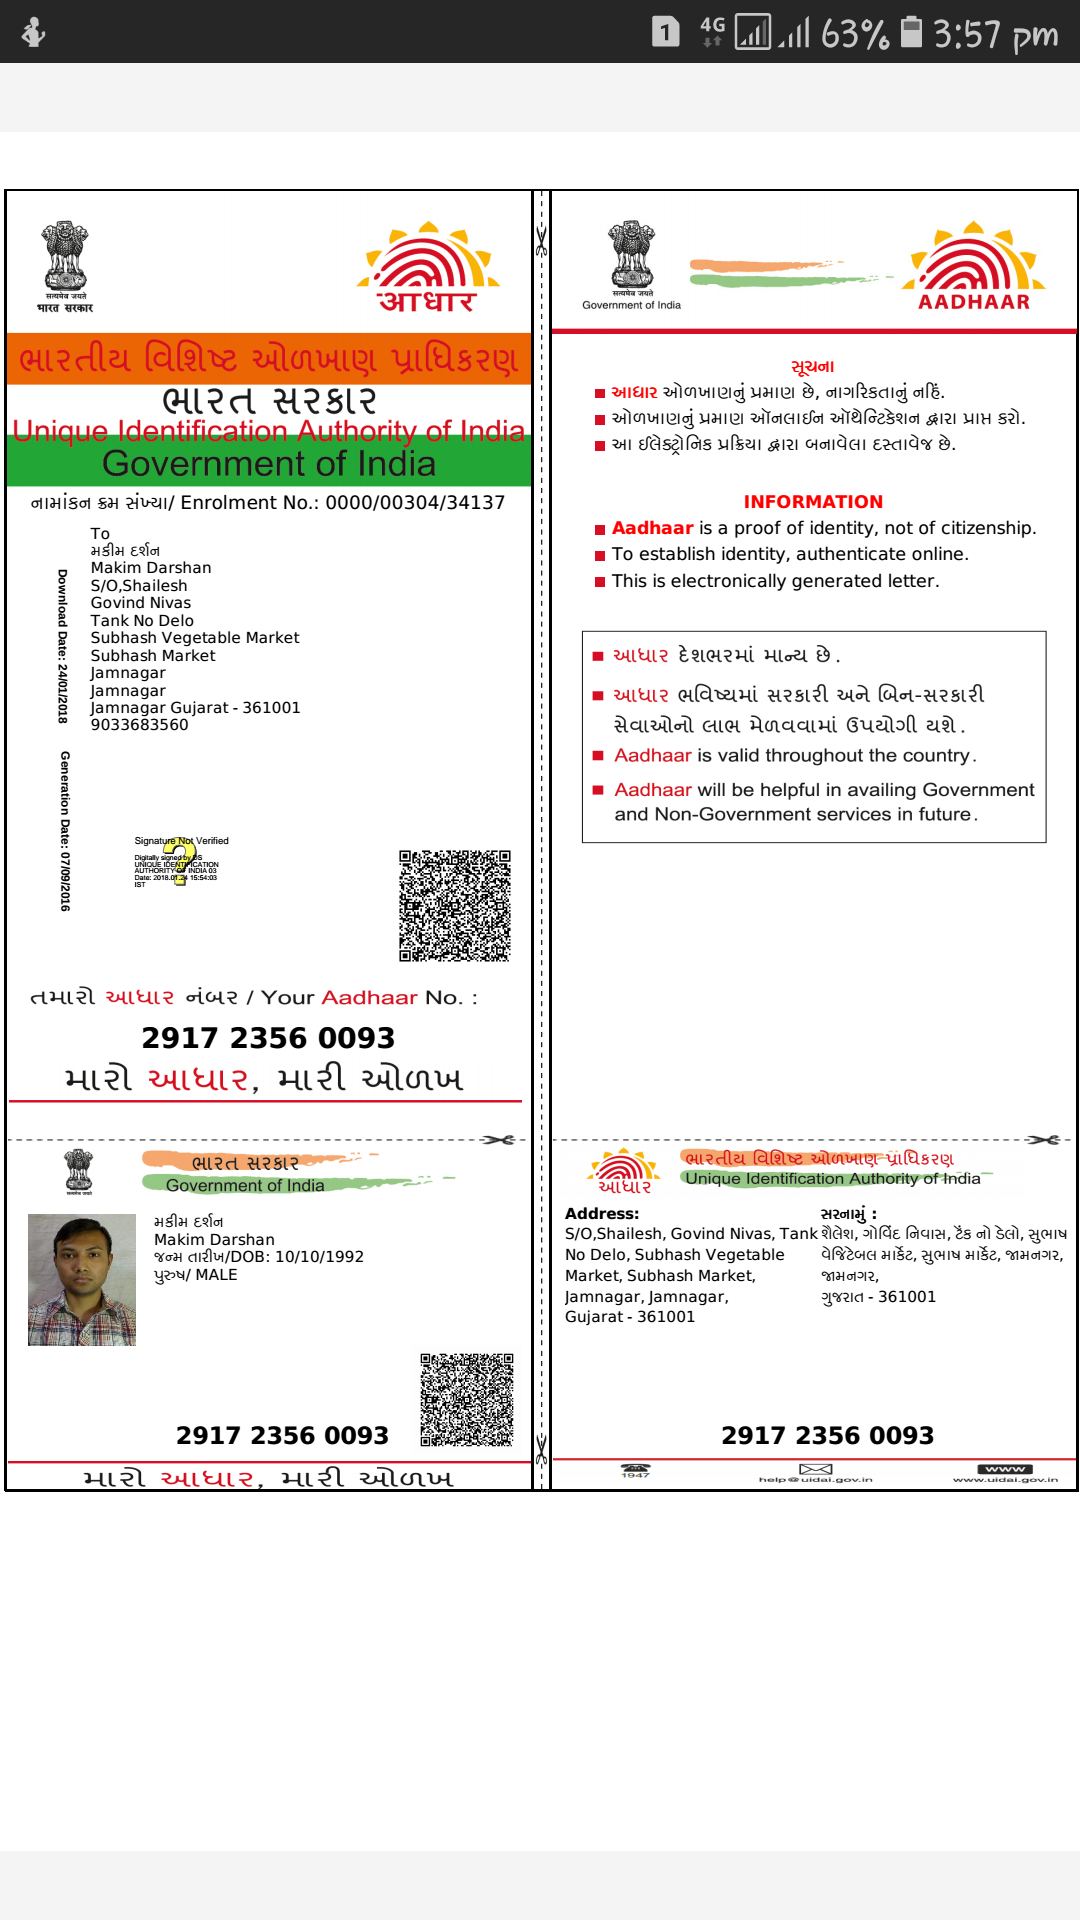 1 4G 63% 3:57 pm
सत्यमेव जयते
भारत सरकार
आधार
ભારતીય વિશિષ્ટ ઓળખાણ પ્રાધિકરણ
ભારત સરકાર
Unique Identification Authority of India
Government of India
નામાંકન ક્રમ સંખ્યા/ Enrolment No.: 0000/00304/34137
To
મકીમ દર્શન
Makim Darshan
S/O,Shailesh
Govind Nivas
Tank No Delo
Subhash Vegetable Market
Subhash Market
Jamnagar
Jamnagar
Jamnagar Gujarat - 361001
9033683560
Download Date: 24/01/2018
Generation Date: 07/09/2016
Signature Not Verified
Digitally signed by DS
UNIQUE IDENTIFICATION
AUTHORITY OF INDIA 03
Date: 2018.01.24 15:54:03
IST
તમારો આધાર નંબર / Your Aadhaar No. :
2917 2356 0093
મારો આધાર, મારી ઓળખ
ભારત સરકાર
Government of India
મકીમ દર્શન
Makim Darshan
જન્મ તારીખ/DOB: 10/10/1992
પુરુષ/ MALE
2917 2356 0093
મારો આધાર, મારી ઓળખ
सत्यमेव जयते
Government of India
AADHAAR
સૂચના
આધાર ઓળખાણનું પ્રમાણ છે, નાગરિકતાનું નહિં.
ઓળખાણનું પ્રમાણ ઑનલાઈન ઑથેન્ટિકેશન દ્વારા પ્રાપ્ત કરો.
આ ઈલેક્ટ્રોનિક પ્રક્રિયા દ્વારા બનાવેલા દસ્તાવેજ છે.
INFORMATION
Aadhaar is a proof of identity, not of citizenship.
To establish identity, authenticate online.
This is electronically generated letter.
આધાર દેશભરમાં માન્ય છે.
આધાર ભવિષ્યમાં સરકારી અને બિન-સરકારી
સેવાઓનો લાભ મેળવવામાં ઉપયોગી થશે.
Aadhaar is valid throughout the country.
Aadhaar will be helpful in availing Government
and Non-Government services in future.
આધાર
ભારતીય વિશિષ્ટ ઓળખાણ પ્રાધિકરણ
Unique Identification Authority of India
Address:
S/O,Shailesh, Govind Nivas, Tank
No Delo, Subhash Vegetable
Market, Subhash Market,
Jamnagar, Jamnagar,
Gujarat - 361001
સરનામું :
શૈલેશ, ગોવિંદ નિવાસ, ટેંક નો ડેલો, સુભાષ
વેજિટેબલ માર્કેટ, સુભાષ માર્કેટ, જામનગર,
જામનગર,
ગુજરાત - 361001
2917 2356 0093
1947
help@uidai.gov.in
www
www.uidai.gov.in